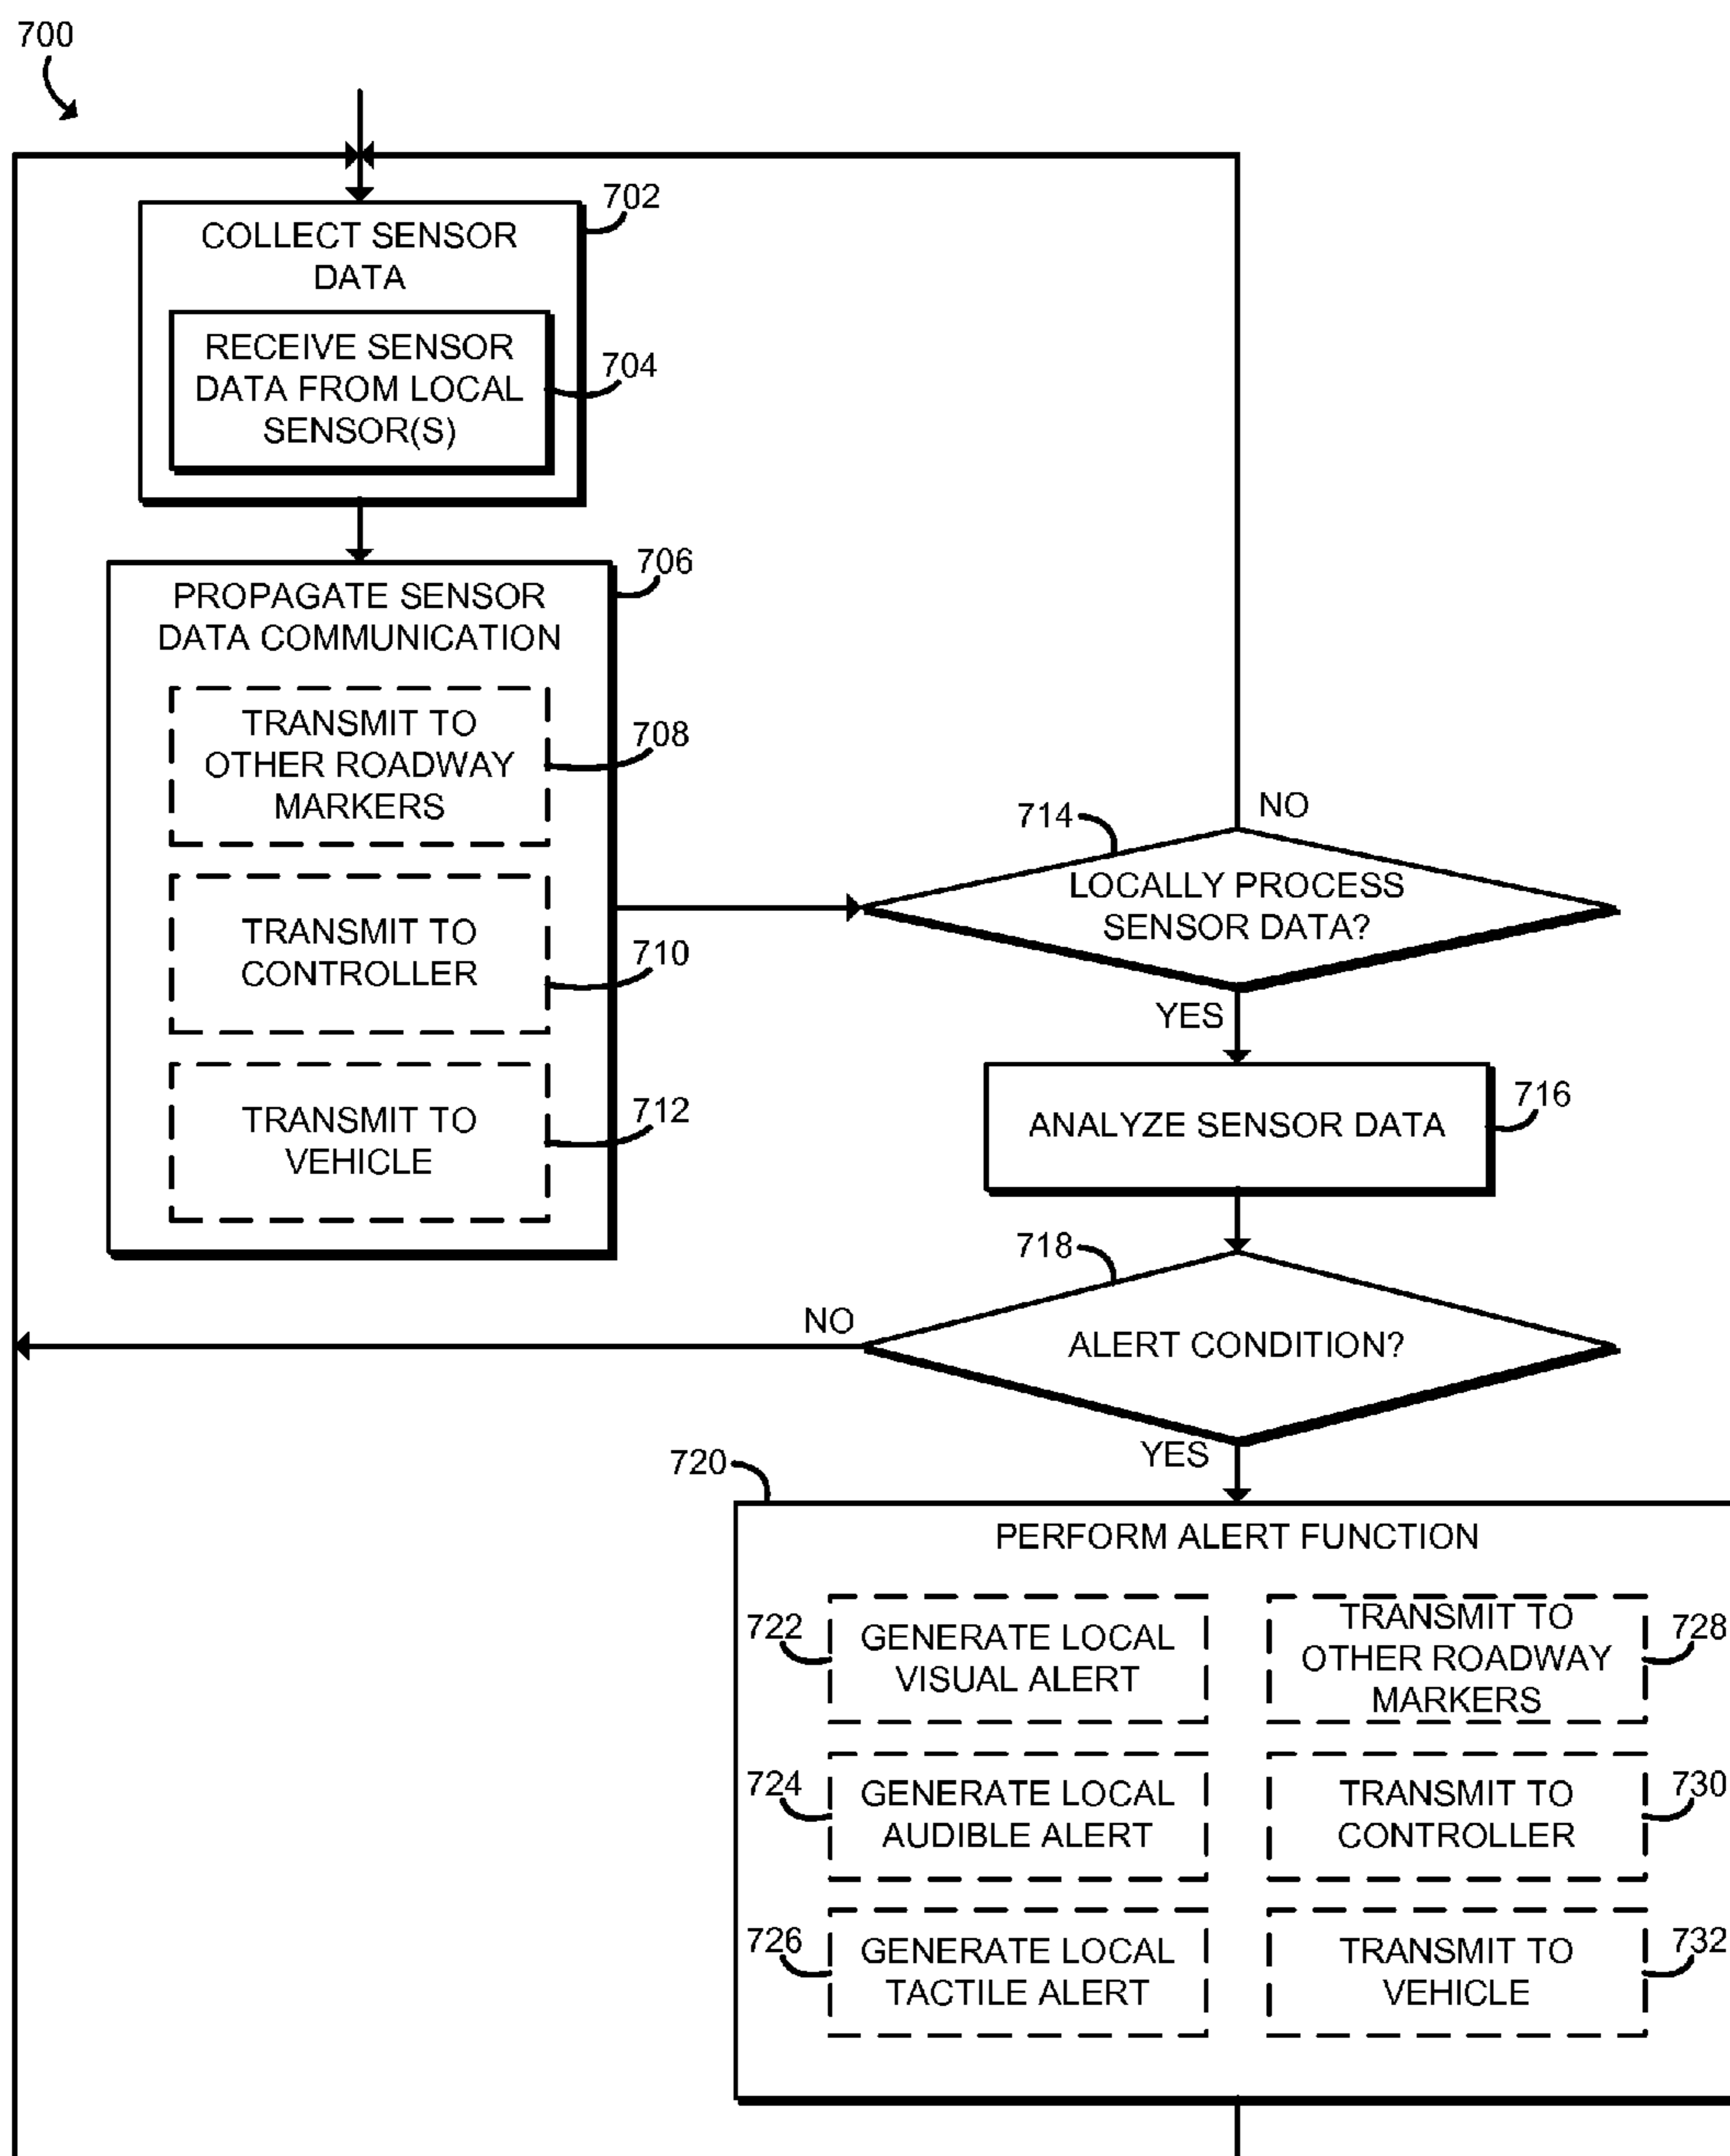 700
702
COLLECT SENSOR
DATA
RECEIVE SENSOR
DATA FROM LOCAL
SENSOR(S)
704
706
PROPAGATE SENSOR
DATA COMMUNICATION
TRANSMIT TO
OTHER ROADWAY
MARKERS
708
TRANSMIT TO
CONTROLLER
710
TRANSMIT TO
VEHICLE
712
NO
714
LOCALLY PROCESS
SENSOR DATA?
YES
ANALYZE SENSOR DATA
716
718
NO
ALERT CONDITION?
YES
720
PERFORM ALERT FUNCTION
722
GENERATE LOCAL
VISUAL ALERT
724
GENERATE LOCAL
AUDIBLE ALERT
726
GENERATE LOCAL
TACTILE ALERT
TRANSMIT TO
OTHER ROADWAY
MARKERS
728
TRANSMIT TO
CONTROLLER
730
TRANSMIT TO
VEHICLE
732